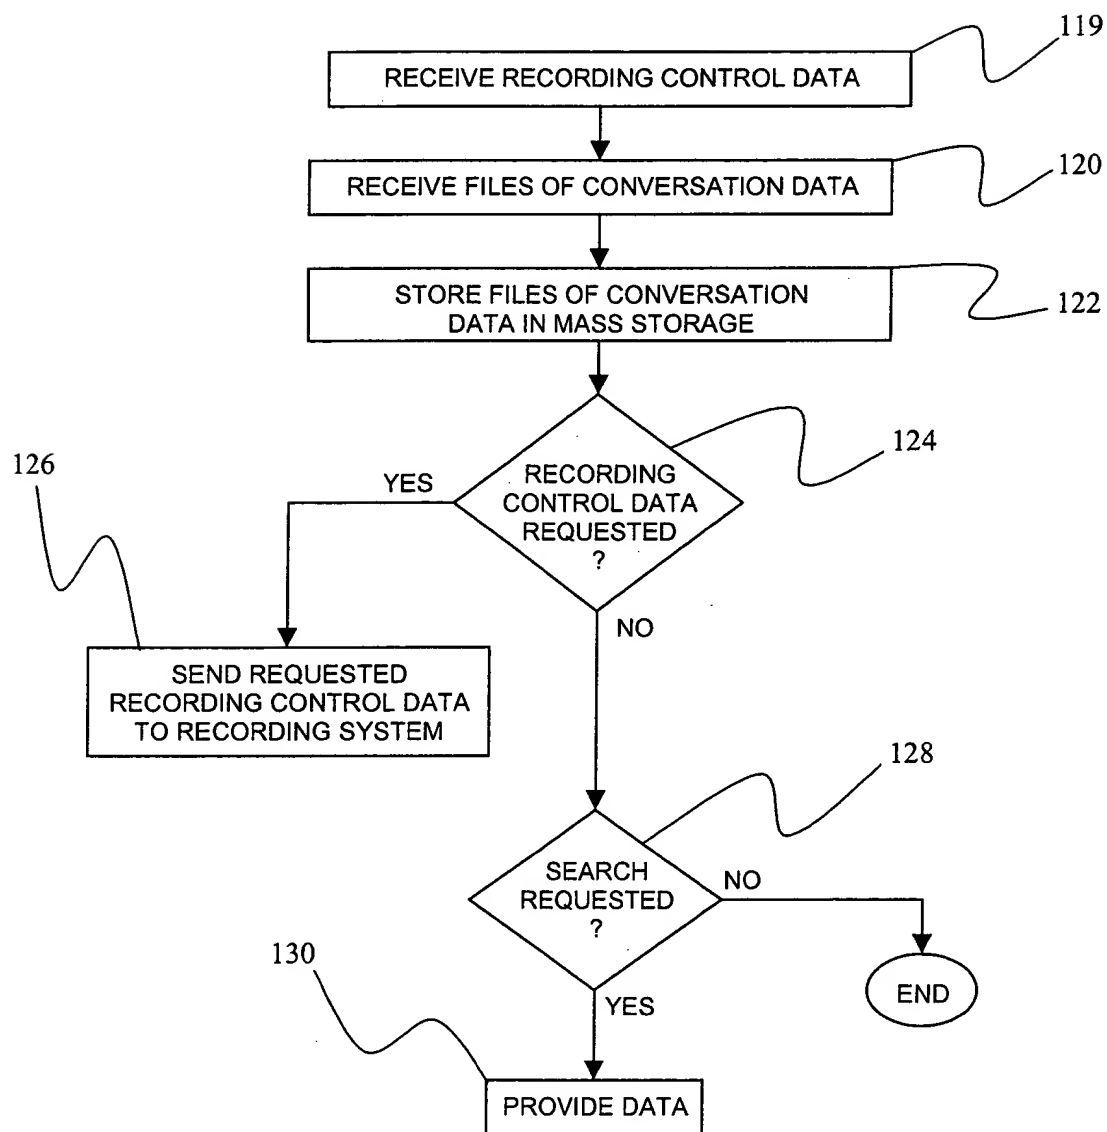 119
RECEIVE RECORDING CONTROL DATA
120
RECEIVE FILES OF CONVERSATION DATA
122
STORE FILES OF CONVERSATION
DATA IN MASS STORAGE
124
RECORDING
CONTROL DATA
REQUESTED
?
YES
NO
126
SEND REQUESTED
RECORDING CONTROL DATA
TO RECORDING SYSTEM
128
SEARCH
REQUESTED
?
NO
END
YES
130
PROVIDE DATA